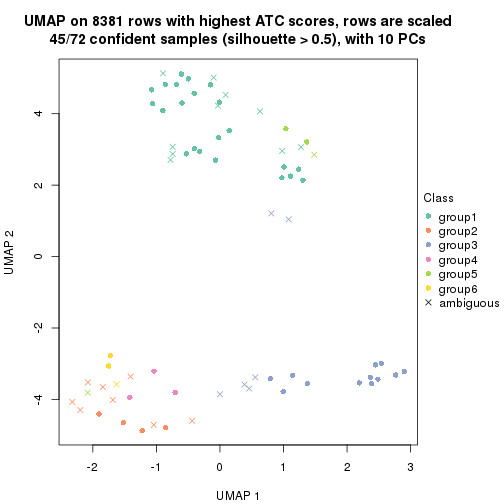 UMAP on 8381 rows with highest ATC scores, rows are scaled
45/72 confident samples (silhouette > 0.5), with 10 PCs
4
2
0
-2
-4
UMAP 2
-2
-1
0
1
2
3
UMAP 1
Class
group1
group2
group3
group4
group5
group6
ambiguous